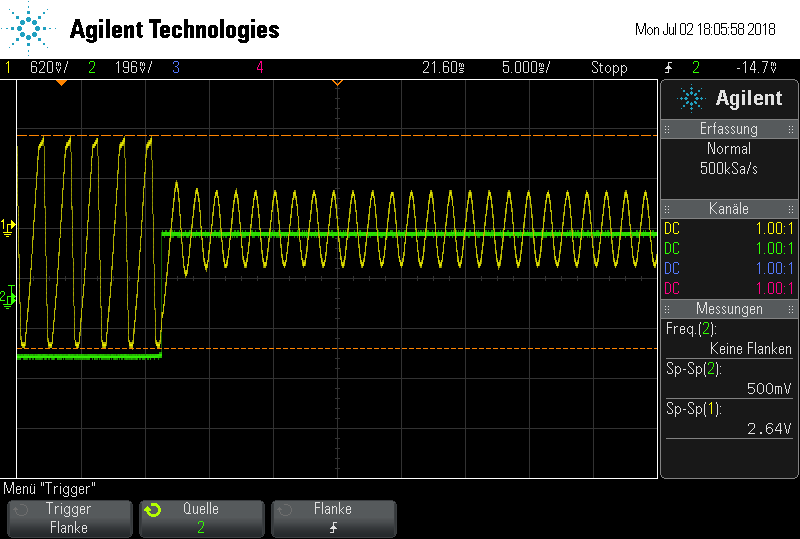 Agilent Technologies
Mon Jul 02 18:05:58 2018
1 620mV/ 2 196mV/ 3 4 21.60s 5.000s/ Stopp 2 -14.7V
Agilent
Erfassung
Normal
500kSa/s
Kanäle
DC 1.00:1
DC 1.00:1
DC 1.00:1
DC 1.00:1
Messungen
Freq.(2):
Keine Flanken
Sp-Sp(2):
500mV
Sp-Sp(1):
2.64V
1
2
T
Menü "Trigger"
Trigger
Flanke
Quelle
2
Flanke